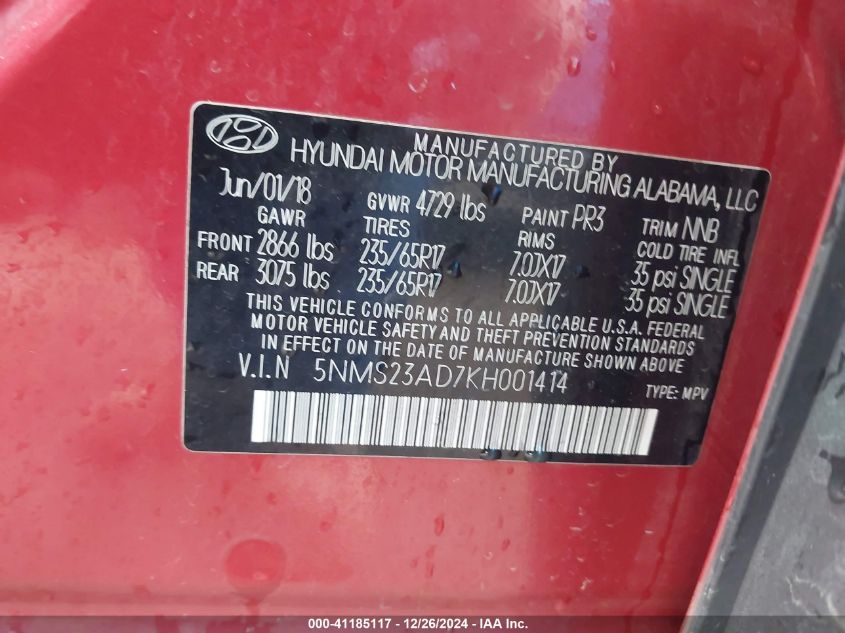 MANUFACTURED BY
HYUNDAI MOTOR MANUFACTURING ALABAMA, LLC
Jun/01/18 GVWR 4729 lbs PAINT PR3 TRIM NNB
GAWR TIRES RIMS COLD TIRE INFL
FRONT 2866 lbs 235/65R17 7.0JX17 35 psi SINGLE
REAR 3075 lbs 235/65R17 7.0JX17 35 psi SINGLE
THIS VEHICLE CONFORMS TO ALL APPLICABLE U.S.A. FEDERAL
MOTOR VEHICLE SAFETY AND THEFT PREVENTION STANDARDS
IN EFFECT ON THE DATE OF MANUFACTURE SHOWN ABOVE
V.I.N 5NMS23AD7KH001414 TYPE: MPV
000-41185117 - 12/26/2024 - IAA Inc.